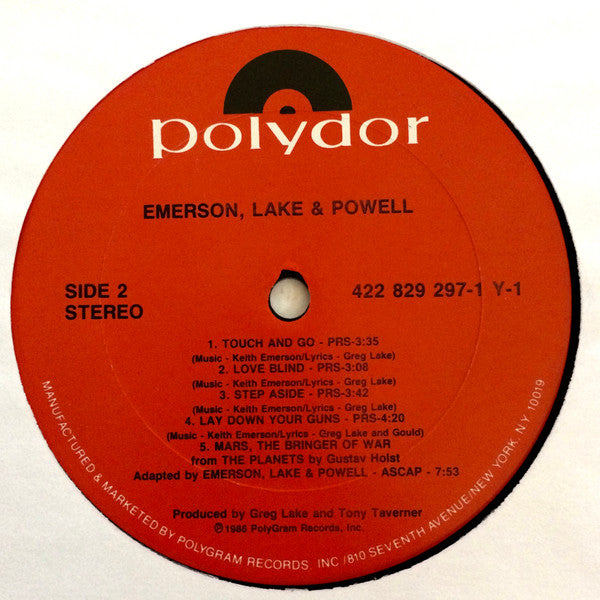 polydor
EMERSON, LAKE & POWELL
SIDE 2
STEREO
422 829 297-1 Y-1
1. TOUCH AND GO - PRS-3:35
(Music - Keith Emerson/Lyrics - Greg Lake)
2. LOVE BLIND - PRS-3:08
(Music - Keith Emerson/Lyrics - Greg Lake)
3. STEP ASIDE - PRS-3:42
(Music - Keith Emerson/Lyrics - Greg Lake)
4. LAY DOWN YOUR GUNS - PRS-4:20
(Music - Keith Emerson/Lyrics - Greg Lake and Gould)
5. MARS, THE BRINGER OF WAR
from THE PLANETS by Gustav Holst
Adapted by EMERSON, LAKE & POWELL - ASCAP - 7:53
Produced by Greg Lake and Tony Taverner
℗1986 PolyGram Records, Inc.
MANUFACTURED & MARKETED BY POLYGRAM RECORDS, INC /810 SEVENTH AVENUE/NEW YORK, NY 10019